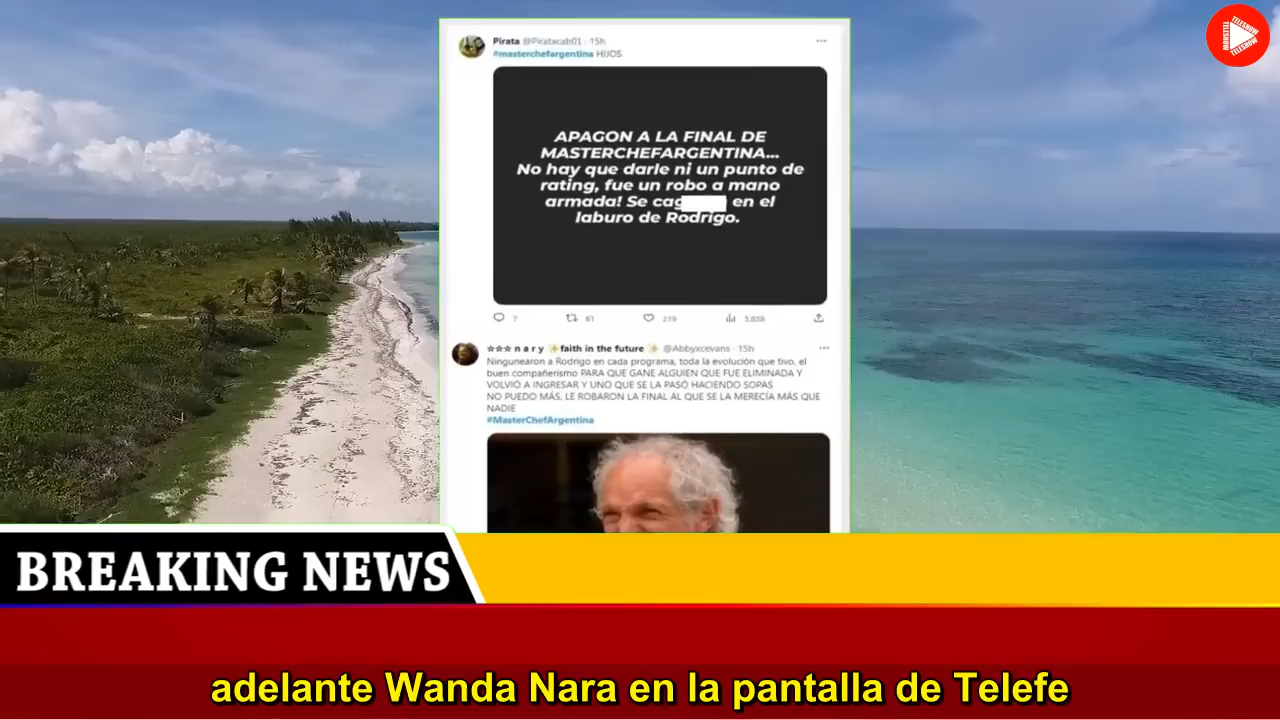 TELESHOW
TELESHOW
TELESHOW
Pirata @Piratacab01 · 15h
#masterchefargentina HIJOS
APAGON A LA FINAL DE
MASTERCHEFARGENTINA...
No hay que darle ni un punto de
rating, fue un robo a mano
armada! Se cag en el
laburo de Rodrigo.
7 61 219 3.858
☆☆☆ n a r y ✨faith in the future ✨ @Abbyxcevans · 15h
Ningunearon a Rodrigo en cada programa, toda la evolución que tivo, el
buen compañerismo PARA QUE GANE ALGUIEN QUE FUE ELIMINADA Y
VOLVIÓ A INGRESAR Y UNO QUE SE LA PASÓ HACIENDO SOPAS
NO PUEDO MÁS, LE ROBARON LA FINAL AL QUE SE LA MERECÍA MÁS QUE
NADIE
#MasterChefArgentina
BREAKING NEWS
adelante Wanda Nara en la pantalla de Telefe